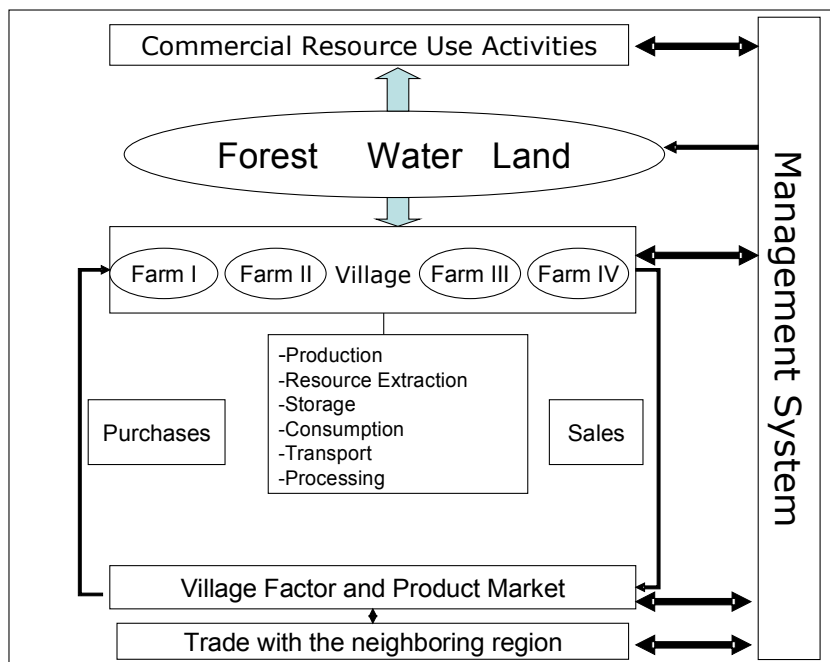 Commercial Resource Use Activities
Forest Water Land
Farm I Farm II Village Farm III Farm IV
-Production
-Resource Extraction
-Storage
-Consumption
-Transport
-Processing
Purchases
Sales
Village Factor and Product Market
Trade with the neighboring region
Management System